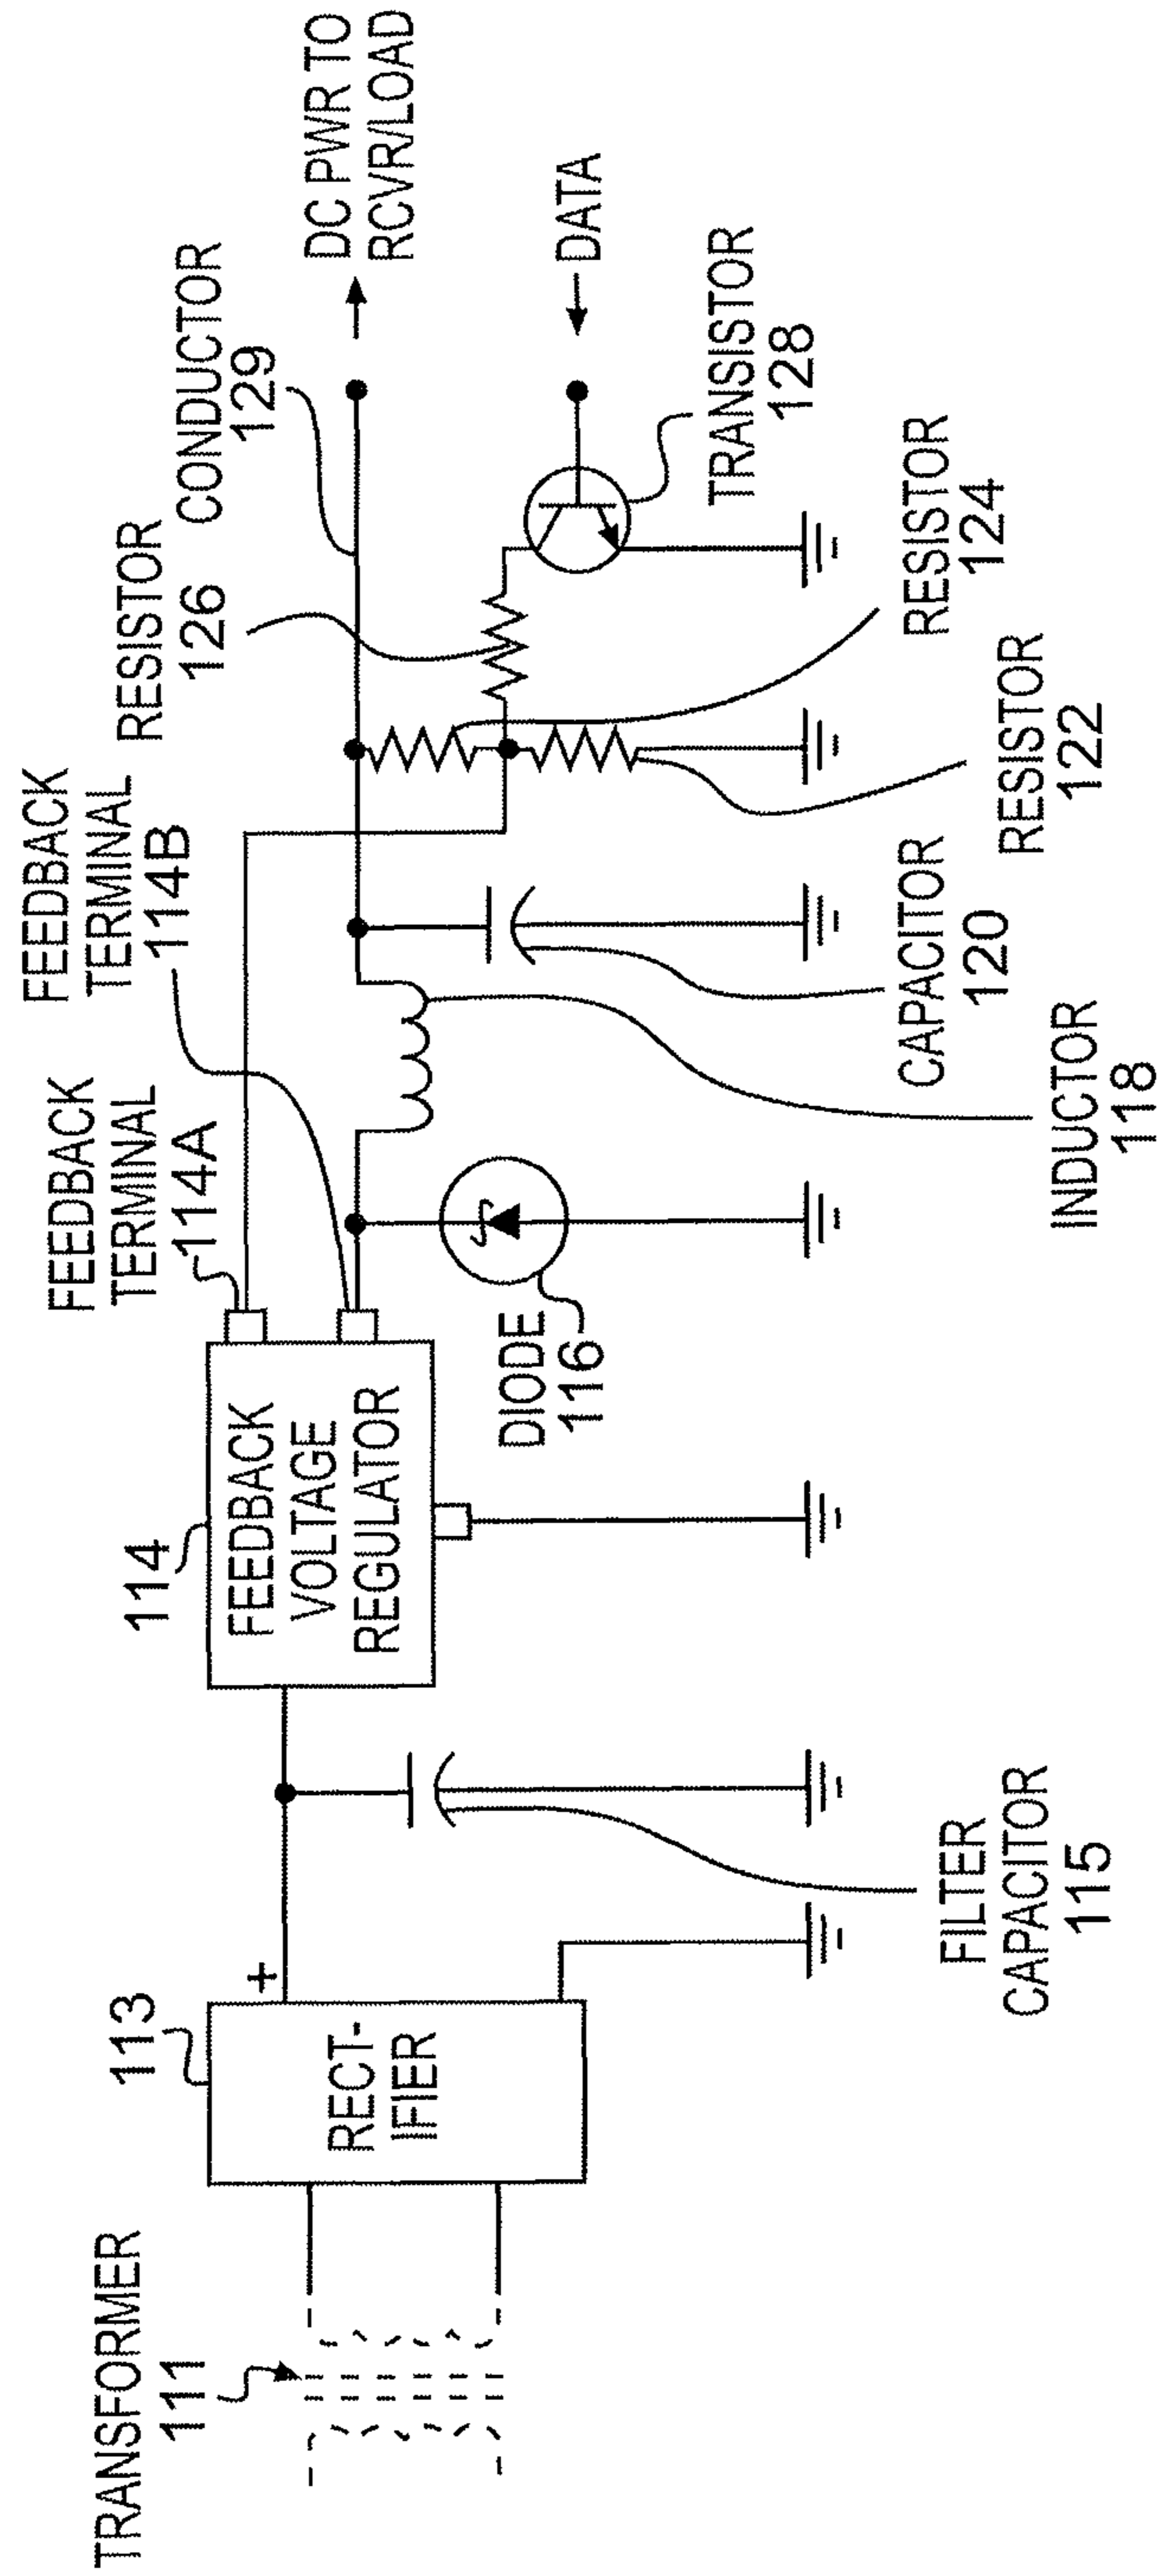 TRANSFORMER
111
113
RECT-
IFIER
+
FILTER
CAPACITOR
115
114
FEEDBACK
VOLTAGE
REGULATOR
FEEDBACK
TERMINAL
114A
FEEDBACK
TERMINAL
114B
DIODE
116
INDUCTOR
118
CAPACITOR
120
RESISTOR
122
RESISTOR
124
RESISTOR
126
TRANSISTOR
128
CONDUCTOR
129
DC PWR TO
RCVR/LOAD
DATA